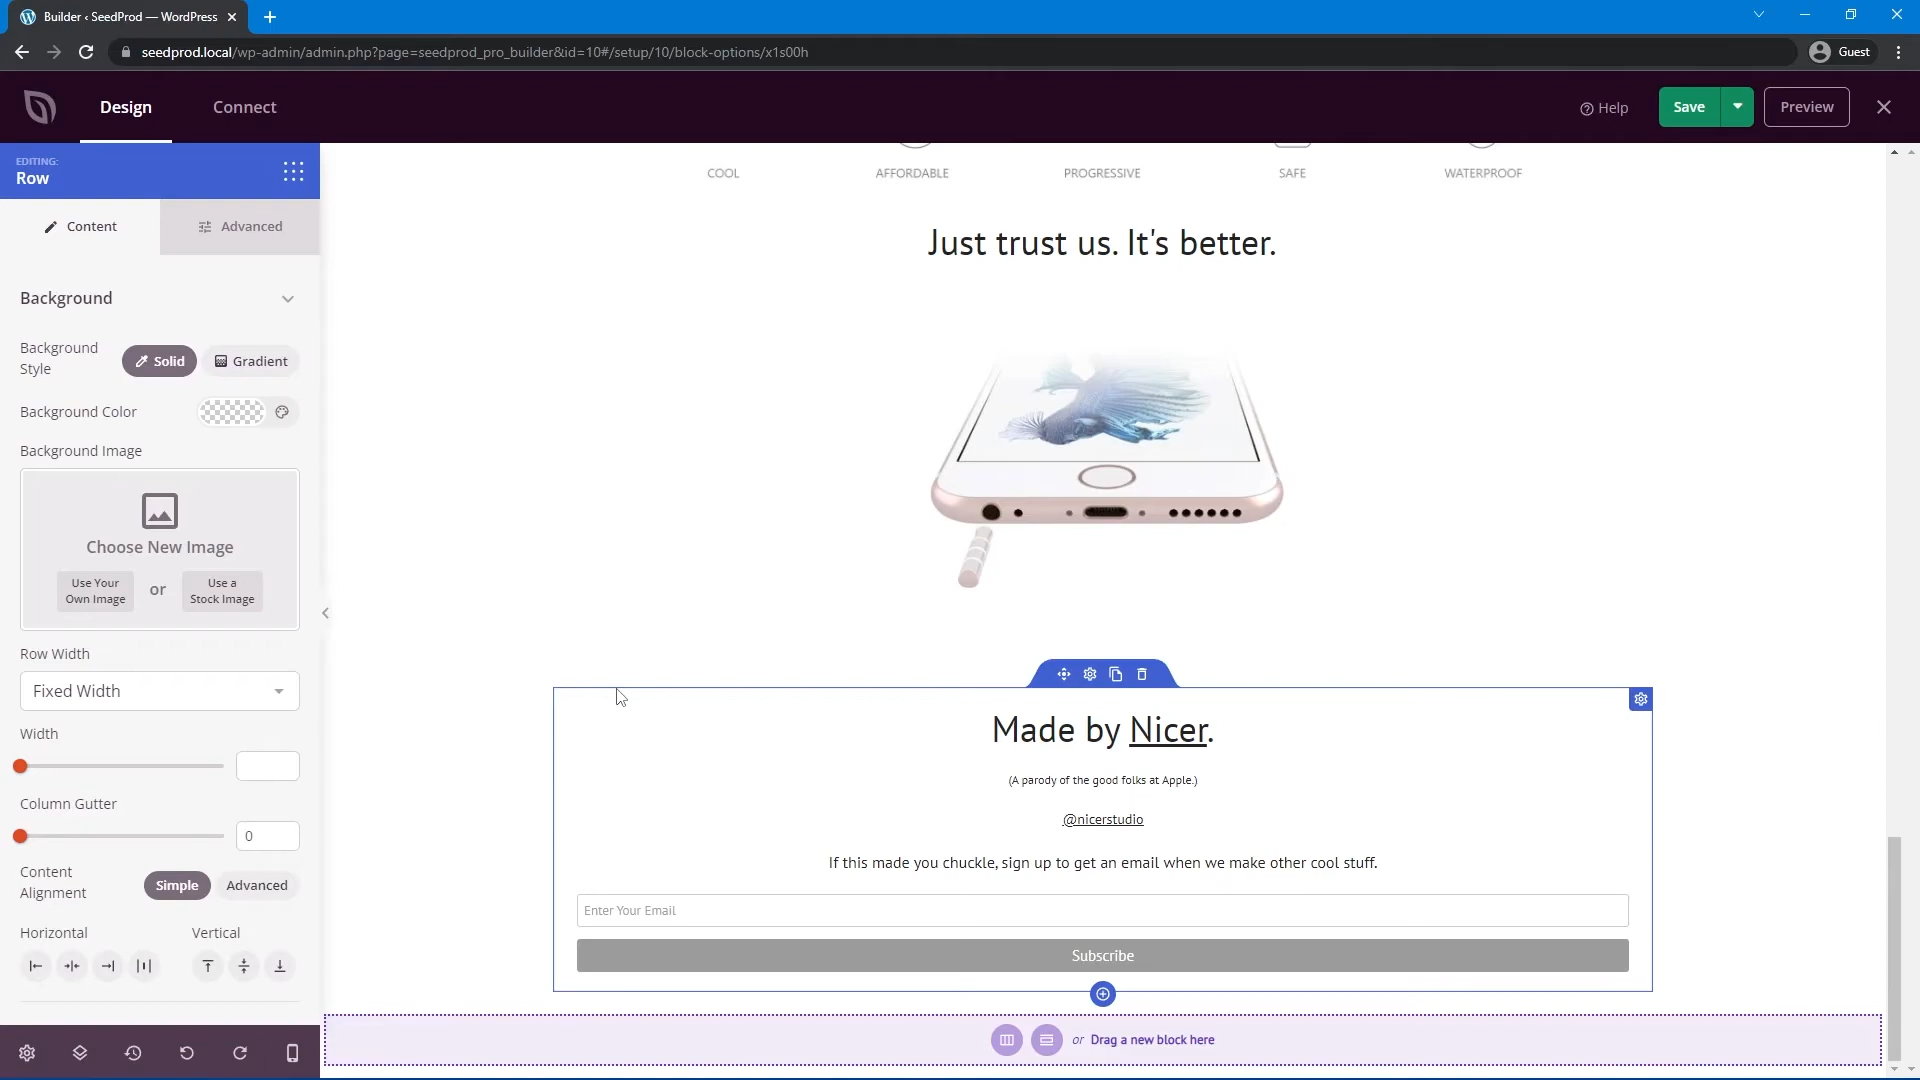 Builder ‹ SeedProd — WordPress
seedprod.local/wp-admin/admin.php?page=seedprod_pro_builder&id=10#/setup/10/block-options/x1s00h
Guest
Design
Connect
Help
Save
Preview
EDITING:
Row
Content
Advanced
Background
Background
Style
Solid
Gradient
Background Color
Background Image
Choose New Image
Use Your
Own Image
or
Use a
Stock Image
Row Width
Fixed Width
Width
Column Gutter
0
Content
Alignment
Simple
Advanced
Horizontal
Vertical
COOL
AFFORDABLE
PROGRESSIVE
SAFE
WATERPROOF
Just trust us. It's better.
Made by Nicer.
(A parody of the good folks at Apple.)
@nicerstudio
If this made you chuckle, sign up to get an email when we make other cool stuff.
Enter Your Email
Subscribe
or Drag a new block here